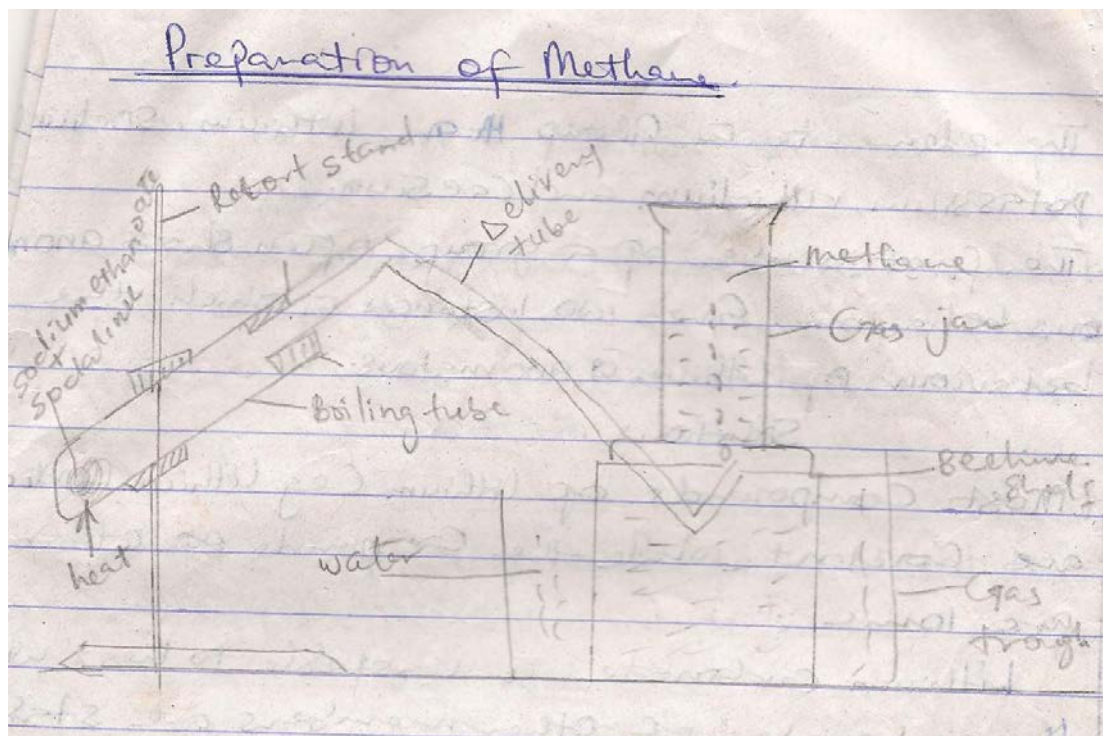 Preparation of Methane.
Retort stand
Delivery
tube
sodium ethanoate
+
sodalime
methane
Gas jar
Boiling tube
Beehive
heat
water
Gas
trough